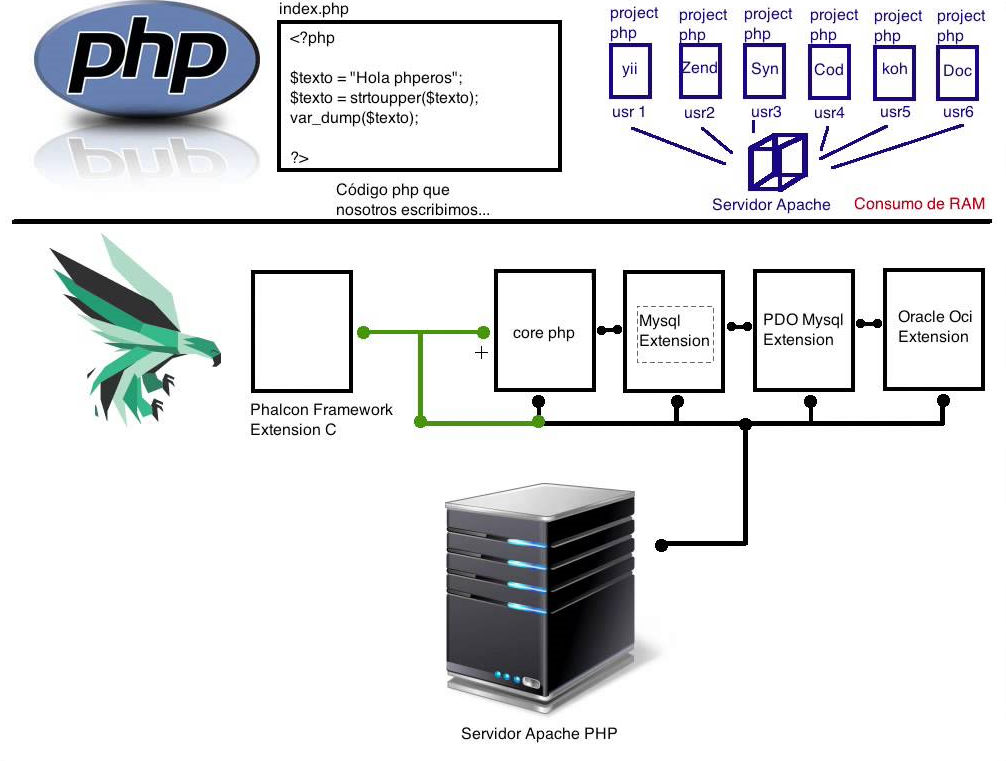 php
index.php
<?php
$texto = "Hola phperos";
$texto = strtoupper($texto);
var_dump($texto);
?>
Código php que
nosotros escribimos...
project
php
yii
usr 1
project
php
Zend
usr2
project
php
Syn
usr3
project
php
Cod
usr4
project
php
koh
usr5
project
php
Doc
usr6
Servidor Apache
Consumo de RAM
Phalcon Framework
Extension C
core php
Mysql
Extension
PDO Mysql
Extension
Oracle Oci
Extension
Servidor Apache PHP